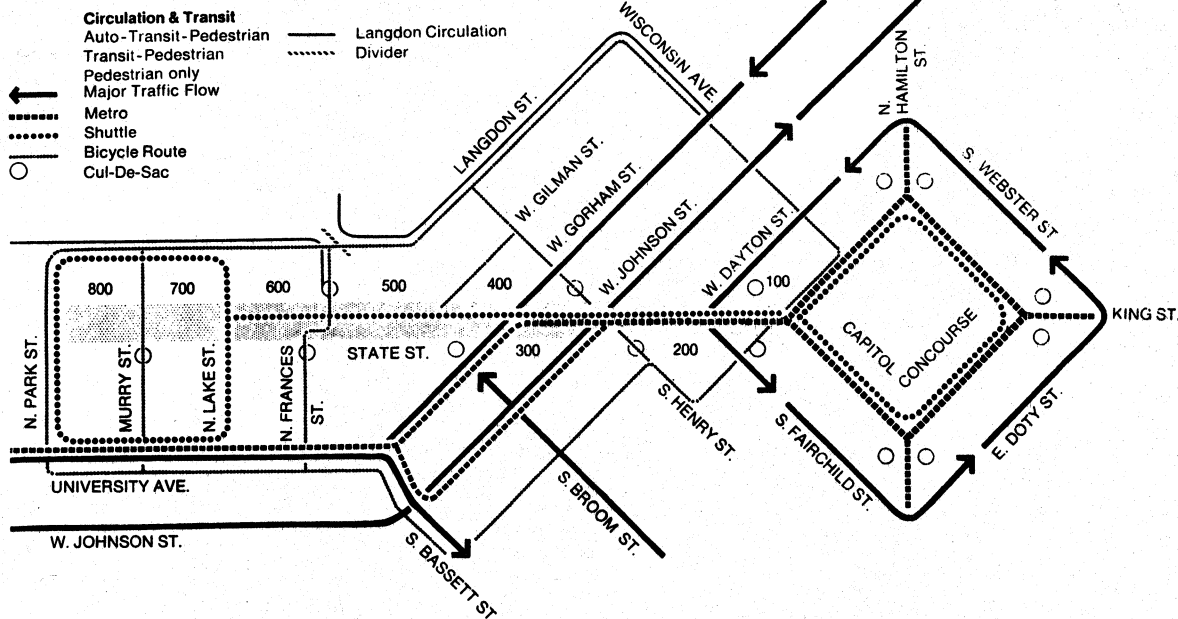 Circulation & Transit
Auto-Transit-Pedestrian
Transit-Pedestrian
Pedestrian only
Major Traffic Flow
Metro
Shuttle
Bicycle Route
Cul-De-Sac
Langdon Circulation
Divider
WISCONSIN AVE.
N. HAMILTON ST.
LANGDON ST.
W. GILMAN ST.
W. GORHAM ST.
W. JOHNSON ST.
W. DAYTON ST.
S. WEBSTER ST
800
700
600
500
400
100
KING ST.
CAPITOL
CONCOURSE
STATE ST.
300
200
N. PARK ST.
MURRY ST.
N. LAKE ST.
N. FRANCES
ST.
S. HENRY ST.
S. FAIRCHILD ST.
E. DOTY ST.
UNIVERSITY AVE.
S. BROOM ST.
W. JOHNSON ST.
S. BASSETT ST